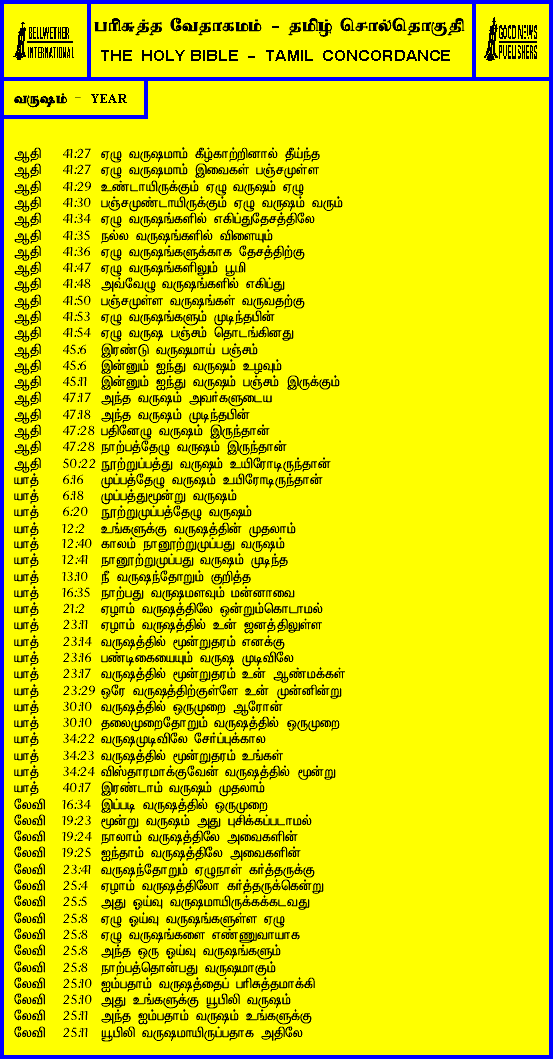 BELLWETHER
INTERNATIONAL
பரிசுத்த வேதாகமம் - தமிழ் சொல்தொகுதி
THE HOLY BIBLE - TAMIL CONCORDANCE
GOOD NEWS
PUBLISHERS
வருஷம் - YEAR
ஆதி 41:27 ஏழு வருஷமாம் கீழ்காற்றினால் தீய்ந்த
ஆதி 41:27 ஏழு வருஷமாம் இவைகள் பஞ்சமுள்ள
ஆதி 41:29 உண்டாயிருக்கும் ஏழு வருஷம் ஏழு
ஆதி 41:30 பஞ்சமுண்டாயிருக்கும் ஏழு வருஷம் வரும்
ஆதி 41:34 ஏழு வருஷங்களில் எகிப்துதேசத்திலே
ஆதி 41:35 நல்ல வருஷங்களில் விளையும்
ஆதி 41:36 ஏழு வருஷங்களுக்காக தேசத்திற்கு
ஆதி 41:47 ஏழு வருஷங்களிலும் பூமி
ஆதி 41:48 அவ்வேழு வருஷங்களில் எகிப்து
ஆதி 41:50 பஞ்சமுள்ள வருஷங்கள் வருவதற்கு
ஆதி 41:53 ஏழு வருஷங்களும் முடிந்தபின்
ஆதி 41:54 ஏழு வருஷ பஞ்சம் தொடங்கினது
ஆதி 45:6 இரண்டு வருஷமாய் பஞ்சம்
ஆதி 45:6 இன்னும் ஐந்து வருஷம் உழவும்
ஆதி 45:11 இன்னும் ஐந்து வருஷம் பஞ்சம் இருக்கும்
ஆதி 47:17 அந்த வருஷம் அவர்களுடைய
ஆதி 47:18 அந்த வருஷம் முடிந்தபின்
ஆதி 47:28 பதினேழு வருஷம் இருந்தான்
ஆதி 47:28 நாற்பத்தேழு வருஷம் இருந்தான்
ஆதி 50:22 நூற்றுப்பத்து வருஷம் உயிரோடிருந்தான்
யாத் 6:16 முப்பத்தேழு வருஷம் உயிரோடிருந்தான்
யாத் 6:18 முப்பத்துமூன்று வருஷம்
யாத் 6:20 நூற்றுமுப்பத்தேழு வருஷம்
யாத் 12:2 உங்களுக்கு வருஷத்தின் முதலாம்
யாத் 12:40 காலம் நானூற்றுமுப்பது வருஷம்
யாத் 12:41 நானூற்றுமுப்பது வருஷம் முடிந்த
யாத் 13:10 நீ வருஷந்தோறும் குறித்த
யாத் 16:35 நாற்பது வருஷமளவும் மன்னாவை
யாத் 21:2 ஏழாம் வருஷத்திலே ஒன்றும்கொடாமல்
யாத் 23:11 ஏழாம் வருஷத்தில் உன் ஜனத்திலுள்ள
யாத் 23:14 வருஷத்தில் மூன்றுதரம் எனக்கு
யாத் 23:16 பண்டிகையையும் வருஷ முடிவிலே
யாத் 23:17 வருஷத்தில் மூன்றுதரம் உன் ஆண்மக்கள்
யாத் 23:29 ஒரே வருஷத்திற்குள்ளே உன் முன்னின்று
யாத் 30:10 வருஷத்தில் ஒருமுறை ஆரோன்
யாத் 30:10 தலைமுறைதோறும் வருஷத்தில் ஒருமுறை
யாத் 34:22 வருஷமுடிவிலே சேர்ப்புக்கால
யாத் 34:23 வருஷத்தில் மூன்றுதரம் உங்கள்
யாத் 34:24 விஸ்தாரமாக்குவேன் வருஷத்தில் மூன்று
யாத் 40:17 இரண்டாம் வருஷம் முதலாம்
லேவி 16:34 இப்படி வருஷத்தில் ஒருமுறை
லேவி 19:23 மூன்று வருஷம் அது புசிக்கப்படாமல்
லேவி 19:24 நாலாம் வருஷத்திலே அவைகளின்
லேவி 19:25 ஐந்தாம் வருஷத்திலே அவைகளின்
லேவி 23:41 வருஷந்தோறும் ஏழுநாள் கர்த்தருக்கு
லேவி 25:4 ஏழாம் வருஷத்திலோ கர்த்தருக்கென்று
லேவி 25:5 அது ஓய்வு வருஷமாயிருக்கக்கடவது
லேவி 25:8 ஏழு ஓய்வு வருஷங்களுள்ள ஏழு
லேவி 25:8 ஏழு வருஷங்களை எண்ணுவாயாக
லேவி 25:8 அந்த ஒரு ஓய்வு வருஷங்களும்
லேவி 25:8 நாற்பத்தொன்பது வருஷமாகும்
லேவி 25:10 ஐம்பதாம் வருஷத்தைப் பரிசுத்தமாக்கி
லேவி 25:10 அது உங்களுக்கு யூபிலி வருஷம்
லேவி 25:11 அந்த ஐம்பதாம் வருஷம் உங்களுக்கு
லேவி 25:11 யூபிலி வருஷமாயிருப்பதாக அதிலே